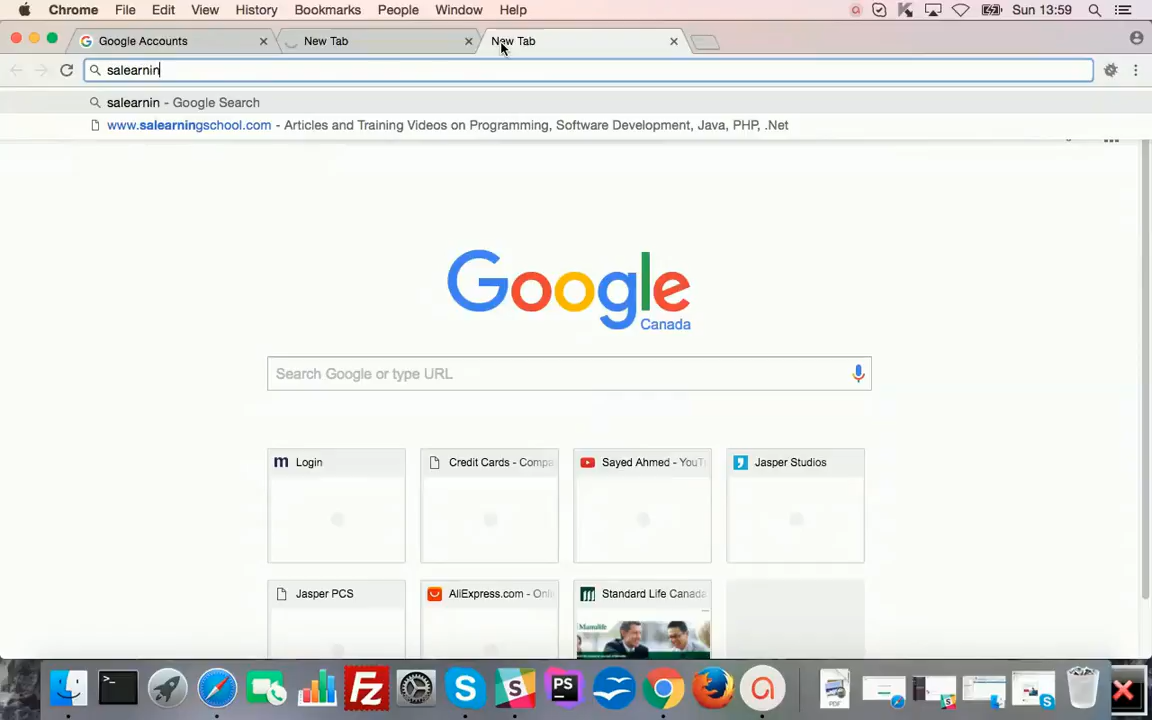 Chrome File Edit View History Bookmarks People Window Help Sun 13:59
Google Accounts New Tab New Tab
salearnin
salearnin - Google Search
www.salearningschool.com - Articles and Training Videos on Programming, Software Development, Java, PHP, .Net
Google
Canada
Search Google or type URL
Login Credit Cards - Compa Sayed Ahmed - YouT Jasper Studios
Jasper PCS AliExpress.com - Onli Standard Life Canada
Manulife